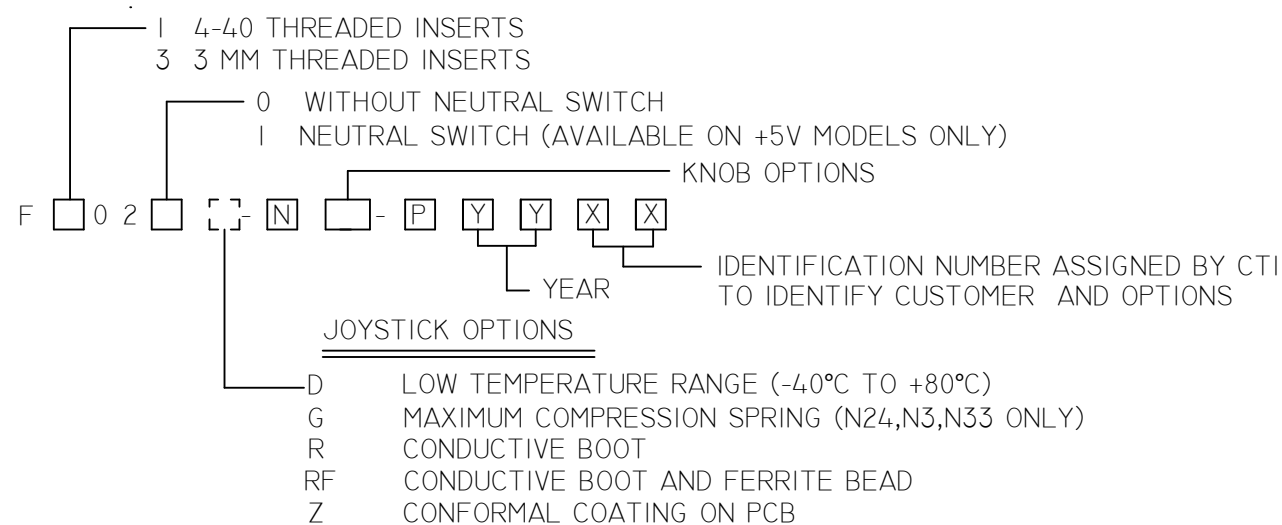 1 4-40 THREADED INSERTS
3 3 MM THREADED INSERTS
0 WITHOUT NEUTRAL SWITCH
1 NEUTRAL SWITCH (AVAILABLE ON +5V MODELS ONLY)
KNOB OPTIONS
F 0 2 - N - P Y Y X X
IDENTIFICATION NUMBER ASSIGNED BY CTI
YEAR
TO IDENTIFY CUSTOMER AND OPTIONS
JOYSTICK OPTIONS
D LOW TEMPERATURE RANGE (-40°C TO +80°C)
G MAXIMUM COMPRESSION SPRING (N24,N3,N33 ONLY)
R CONDUCTIVE BOOT
RF CONDUCTIVE BOOT AND FERRITE BEAD
Z CONFORMAL COATING ON PCB